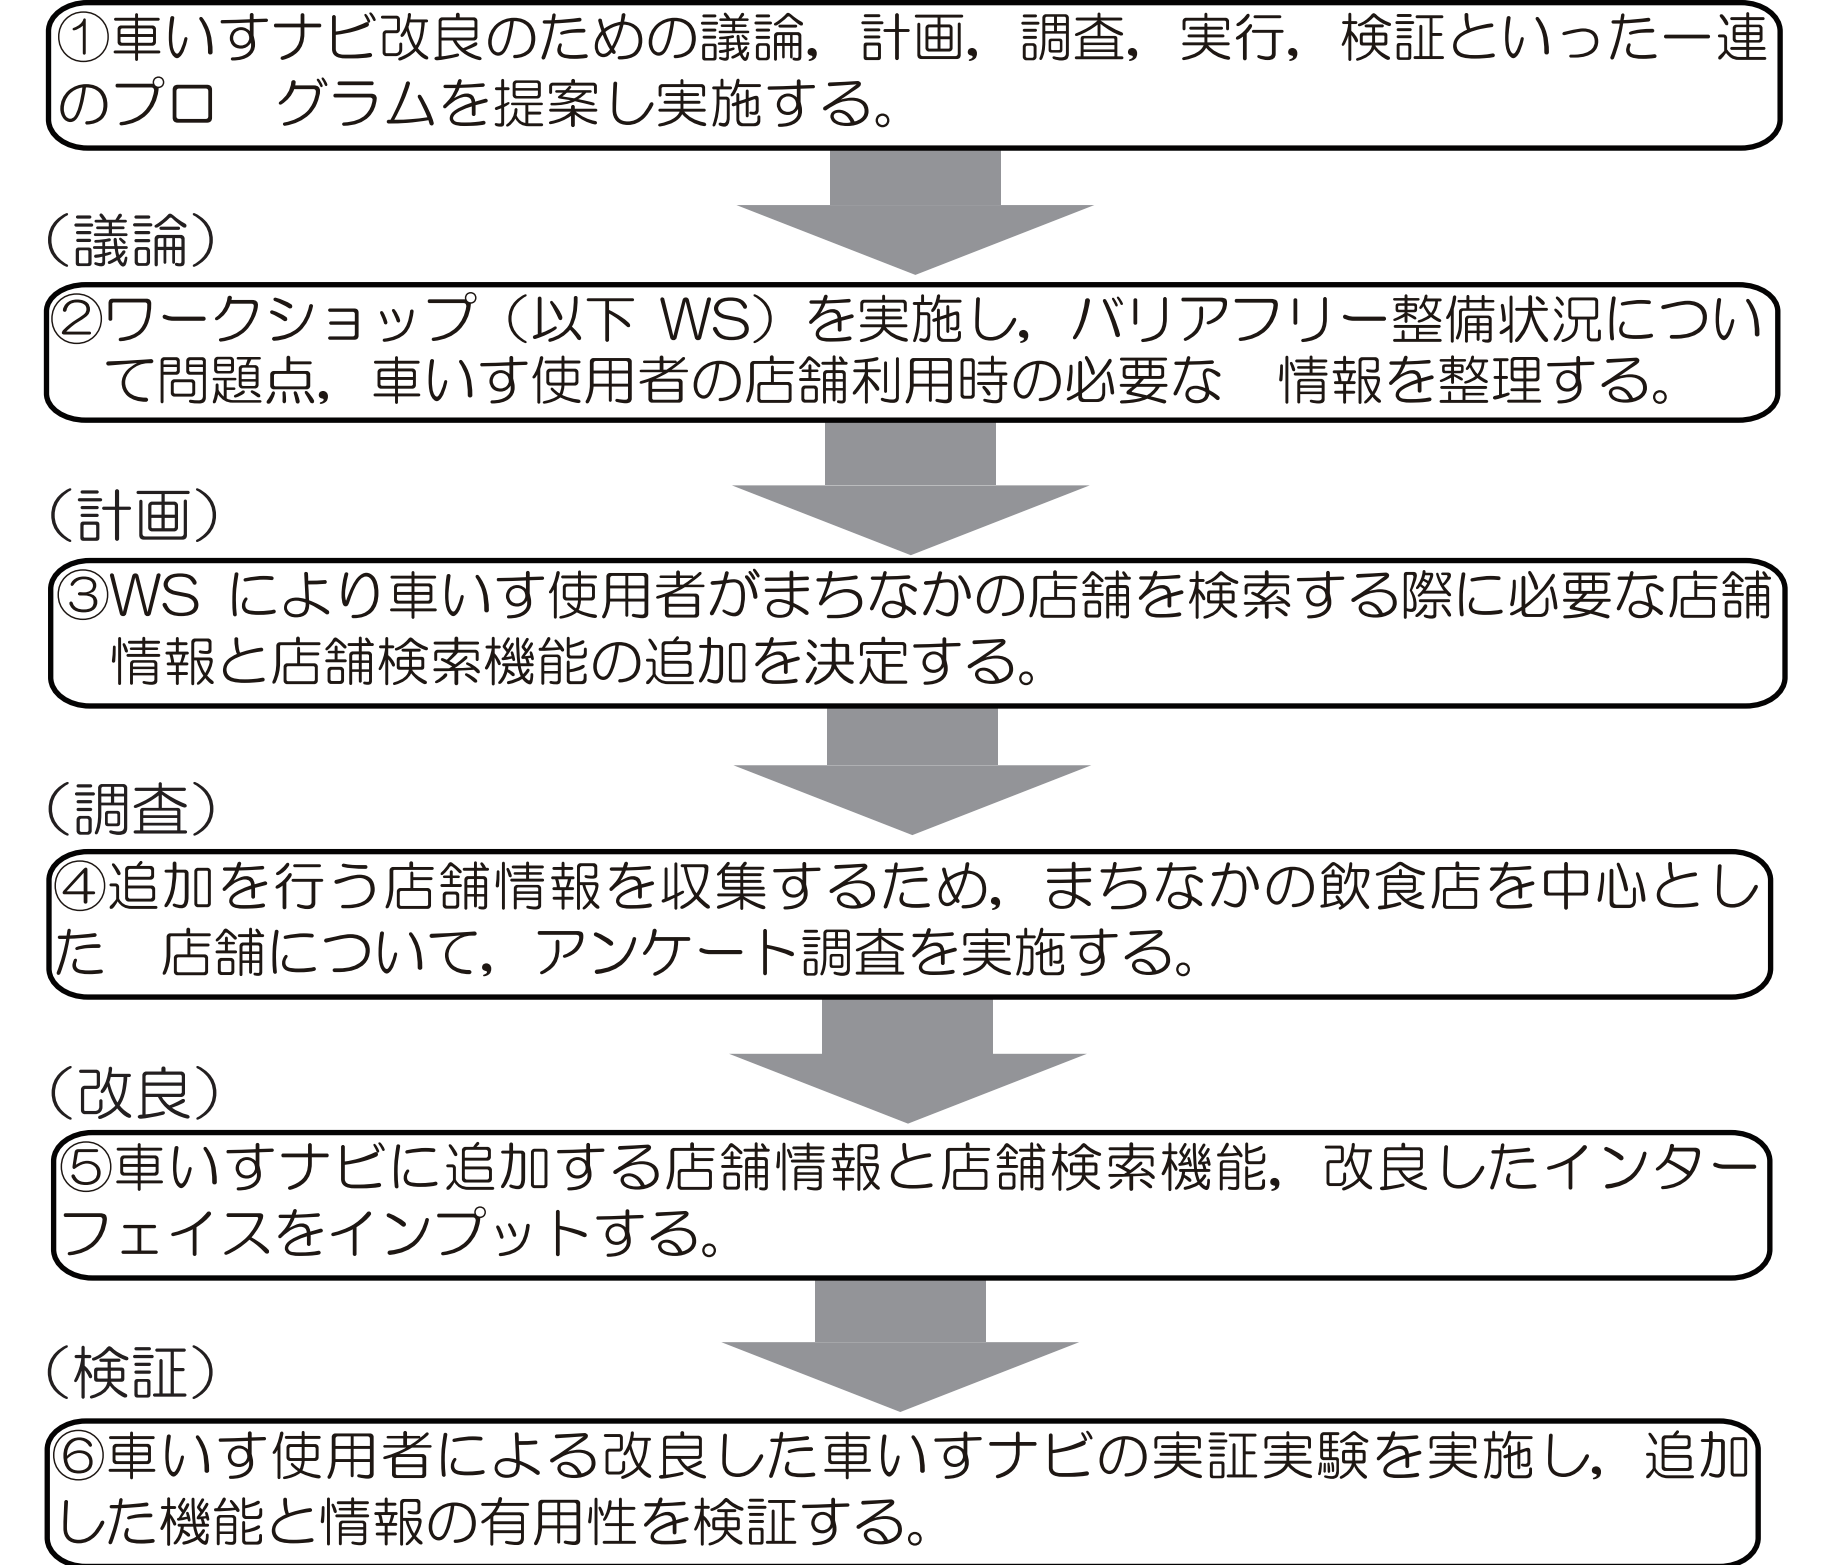 ①車いすナビ改良のための議論，計画，調査，実行，検証といった一連
のプロ　グラムを提案し実施する。
（議論）
②ワークショップ（以下 WS）を実施し，バリアフリー整備状況につい
て問題点，車いす使用者の店舗利用時の必要な　情報を整理する。
（計画）
③WS により車いす使用者がまちなかの店舗を検索する際に必要な店舗
情報と店舗検索機能の追加を決定する。
（調査）
④追加を行う店舗情報を収集するため，まちなかの飲食店を中心とし
た　店舗について，アンケート調査を実施する。
（改良）
⑤車いすナビに追加する店舗情報と店舗検索機能，改良したインター
フェイスをインプットする。
（検証）
⑥車いす使用者による改良した車いすナビの実証実験を実施し，追加
した機能と情報の有用性を検証する。